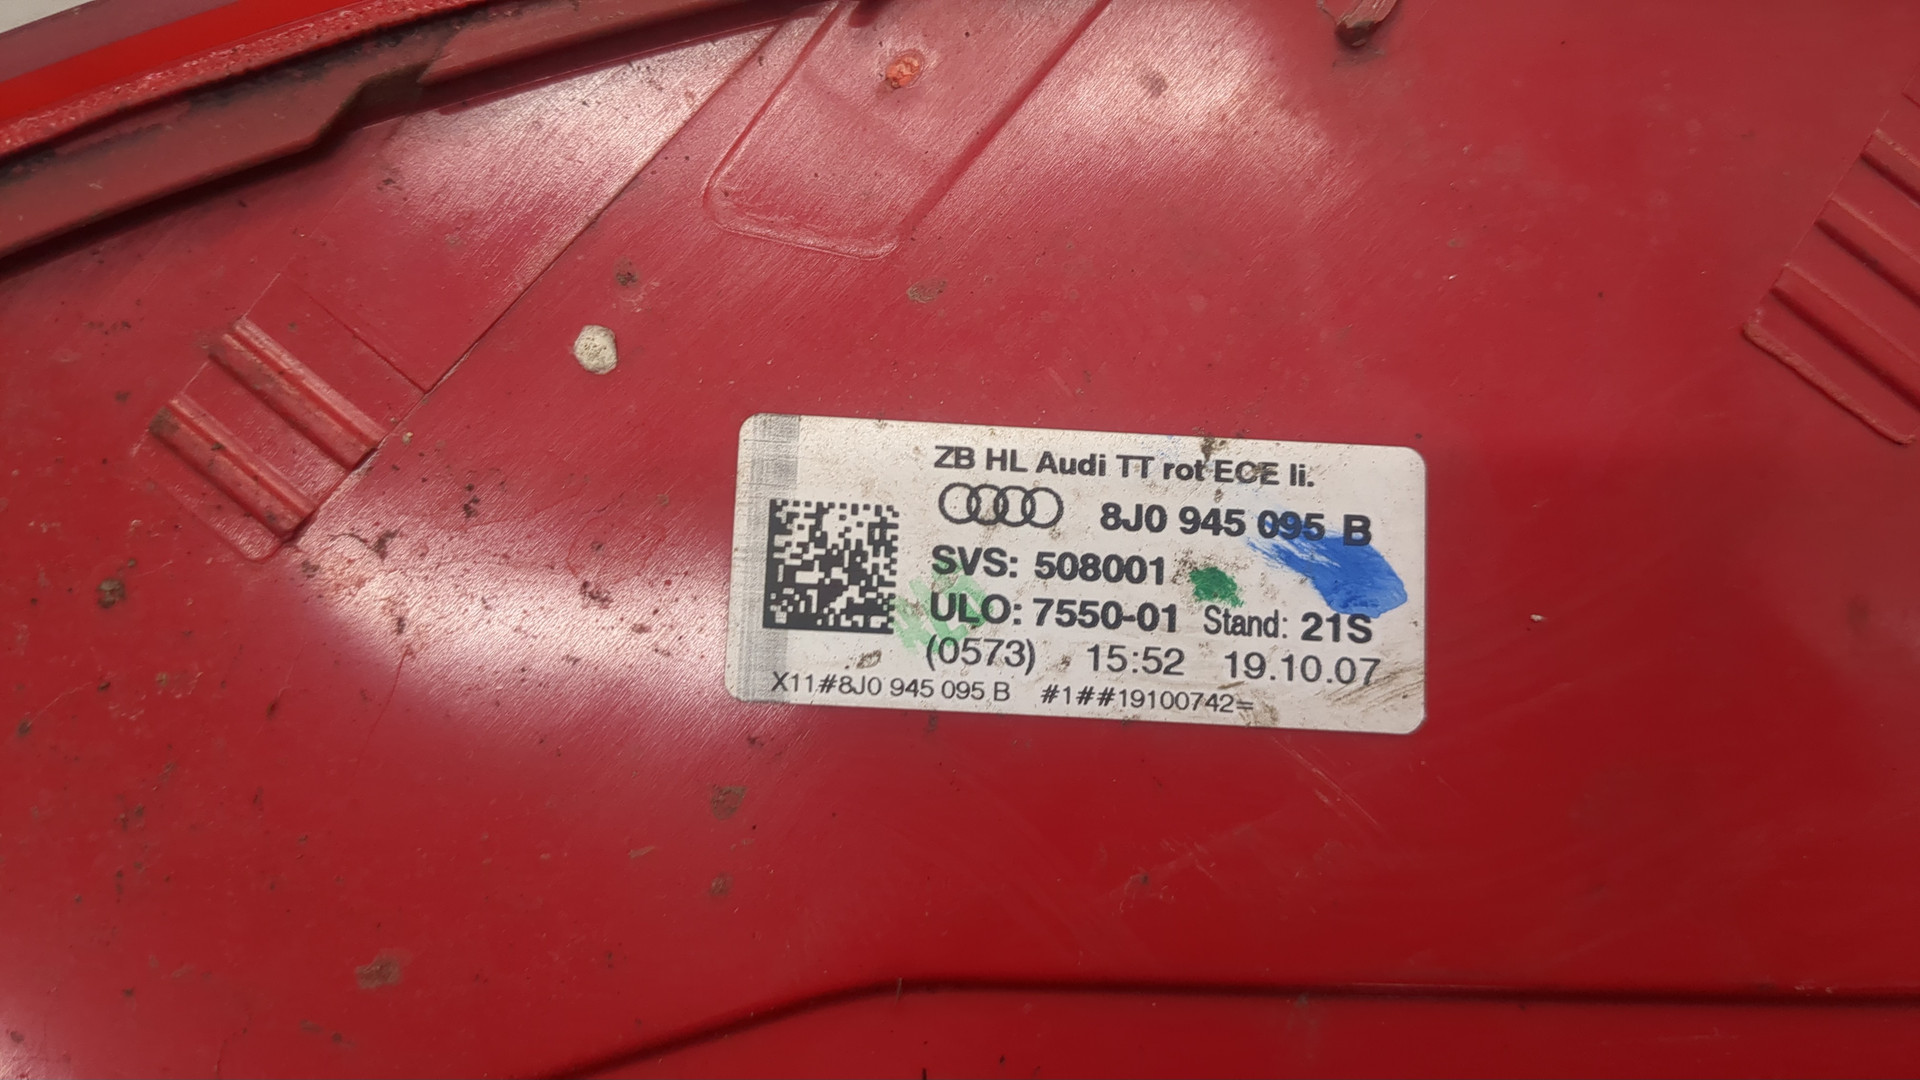 ZB HL Audi TT rot ECE li.
8J0 945 095 B
SVS: 508001
ULO: 7550-01 Stand: 21S
(0573) 15:52 19.10.07
X11#8J0 945 095 B #1##19100742=